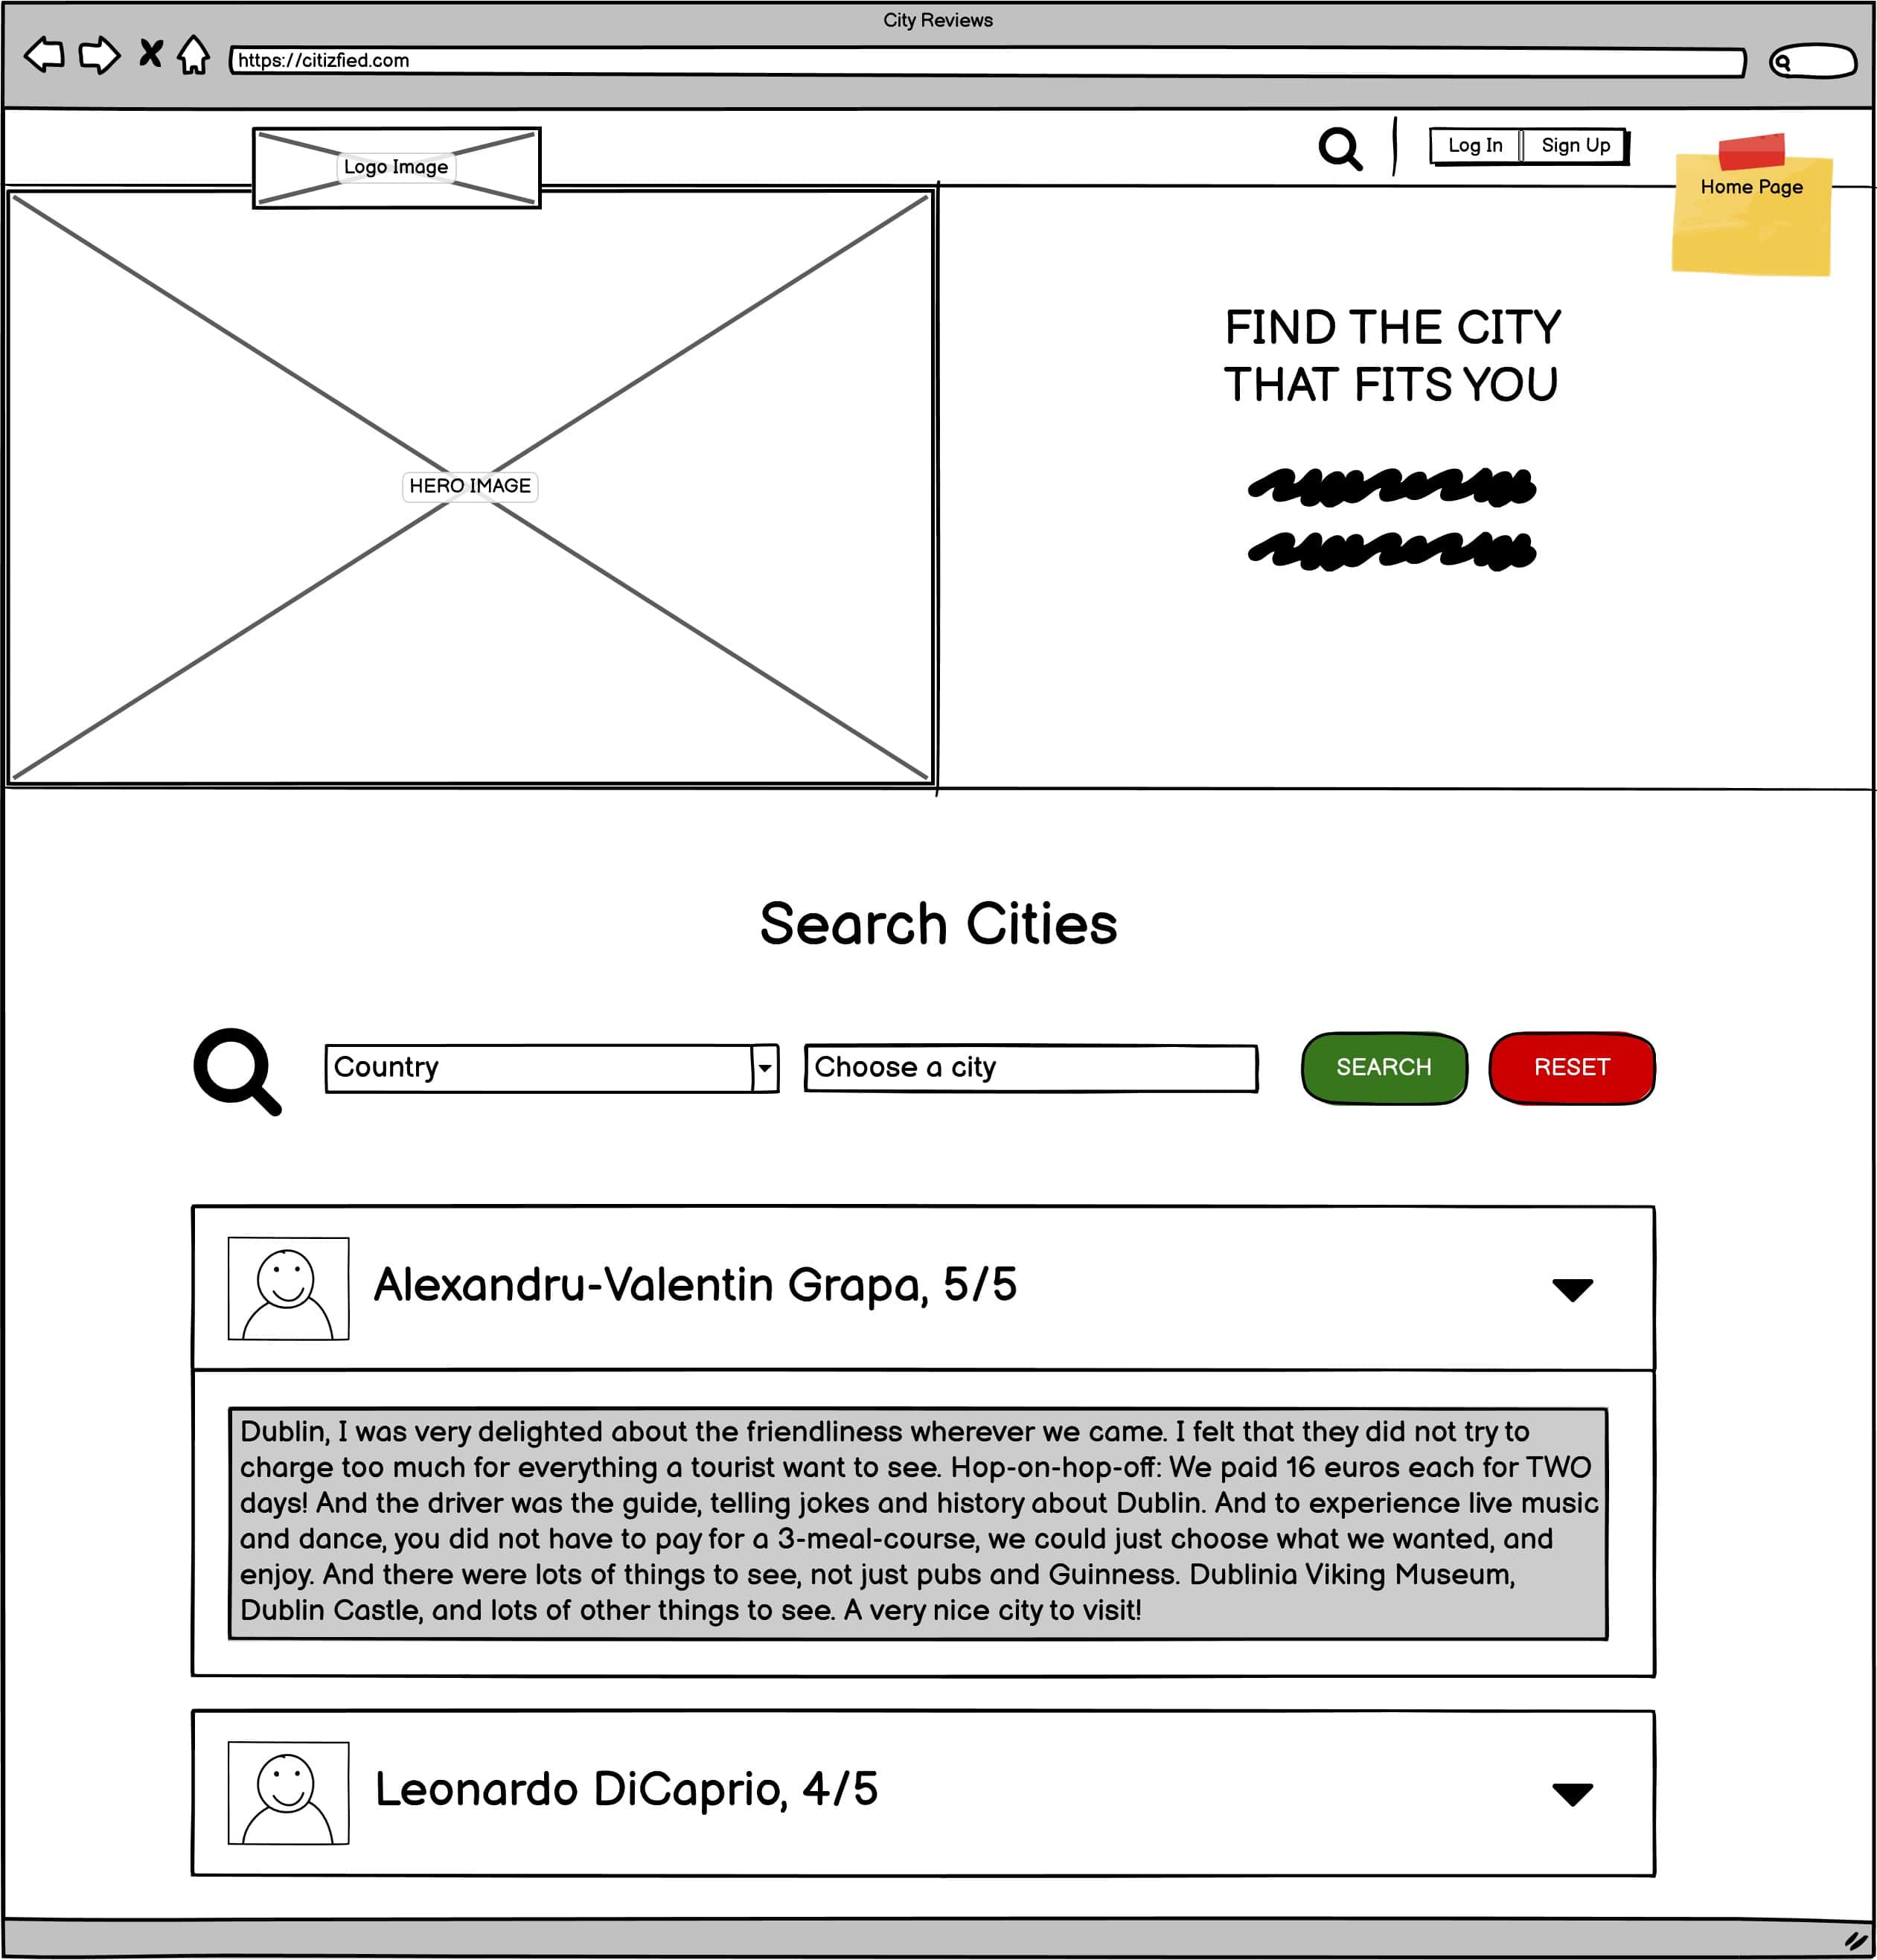 City Reviews
https://citizfied.com
Logo Image
Log In
Sign Up
Home Page
FIND THE CITY
THAT FITS YOU
HERO IMAGE
Search Cities
Country
Choose a city
SEARCH
RESET
Alexandru-Valentin Grapa, 5/5
Dublin, I was very delighted about the friendliness wherever we came. I felt that they did not try to
charge too much for everything a tourist want to see. Hop-on-hop-off: We paid 16 euros each for TWO
days! And the driver was the guide, telling jokes and history about Dublin. And to experience live music
and dance, you did not have to pay for a 3-meal-course, we could just choose what we wanted, and
enjoy. And there were lots of things to see, not just pubs and Guinness. Dublinia Viking Museum,
Dublin Castle, and lots of other things to see. A very nice city to visit!
Leonardo DiCaprio, 4/5